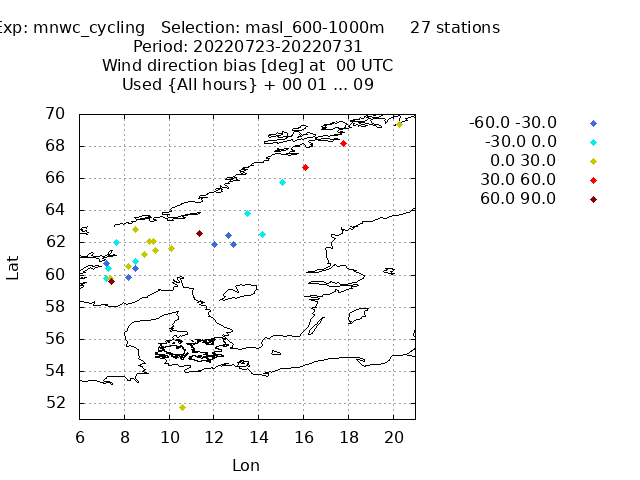 Exp: mnwc_cycling   Selection: masl_600-1000m     27 stations
Period: 20220723-20220731
Wind direction bias [deg] at  00 UTC
Used {All hours} + 00 01 ... 09
-60.0 -30.0
-30.0 0.0
0.0 30.0
30.0 60.0
60.0 90.0
70
68
66
64
62
60
58
56
54
52
Lat
6 8 10 12 14 16 18 20
Lon